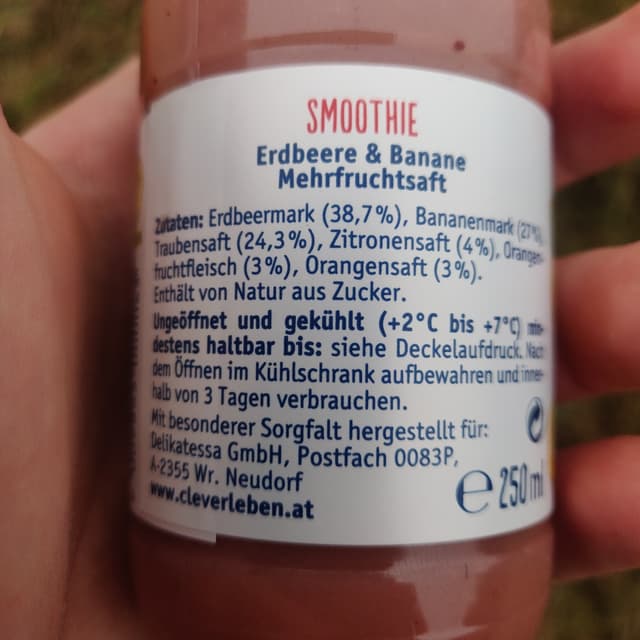 SMOOTHIE
Erdbeere & Banane
Mehrfruchtsaft
Zutaten: Erdbeermark (38,7%), Bananenmark (27%),
Traubensaft (24,3%), Zitronensaft (4%), Orangen-
fruchtfleisch (3%), Orangensaft (3%).
Enthält von Natur aus Zucker.
Ungeöffnet und gekühlt (+2°C bis +7°C) min-
destens haltbar bis: siehe Deckelaufdruck. Nach
dem Öffnen im Kühlschrank aufbewahren und inner-
halb von 3 Tagen verbrauchen.
Mit besonderer Sorgfalt hergestellt für:
Delikatessa GmbH, Postfach 0083P,
A-2355 Wr. Neudorf
www.cleverleben.at
e 250 ml